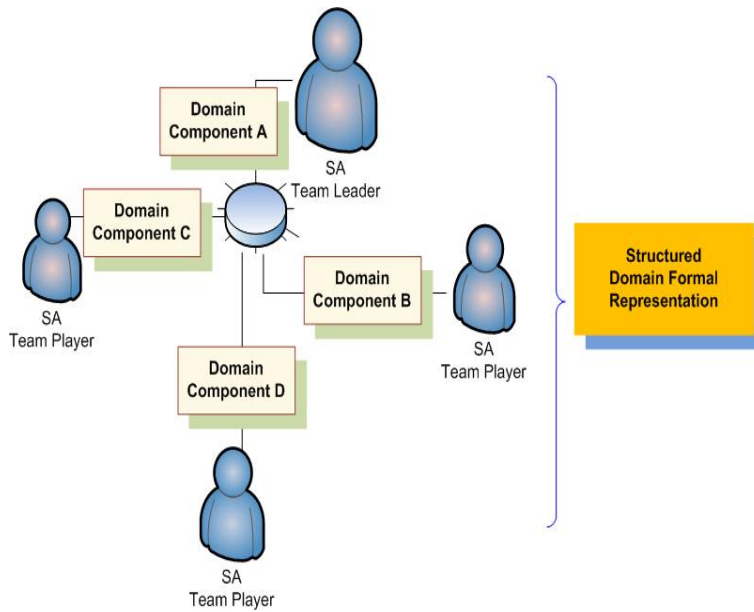 Domain
Component A
SA
Team Leader
Domain
Component C
SA
Team Player
Domain
Component B
SA
Team Player
Structured
Domain Formal
Representation
Domain
Component D
SA
Team Player